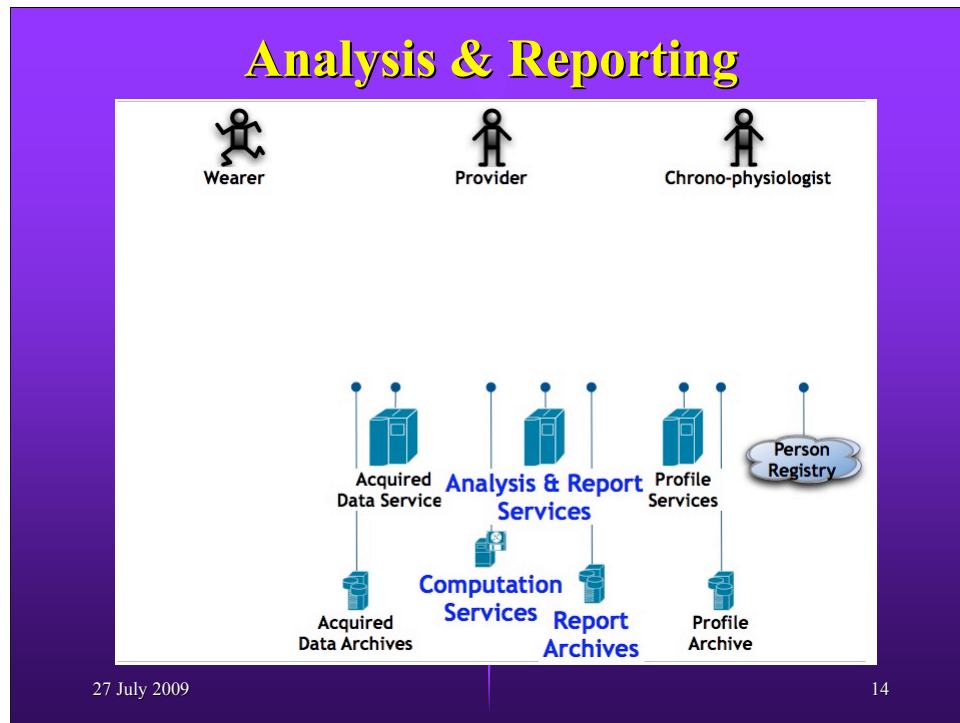 Analysis & Reporting
Wearer
Provider
Chrono-physiologist
Acquired
Data Service
Analysis & Report
Services
Profile
Services
Person
Registry
Computation
Services
Acquired
Data Archives
Report
Archives
Profile
Archive
27 July 2009
14